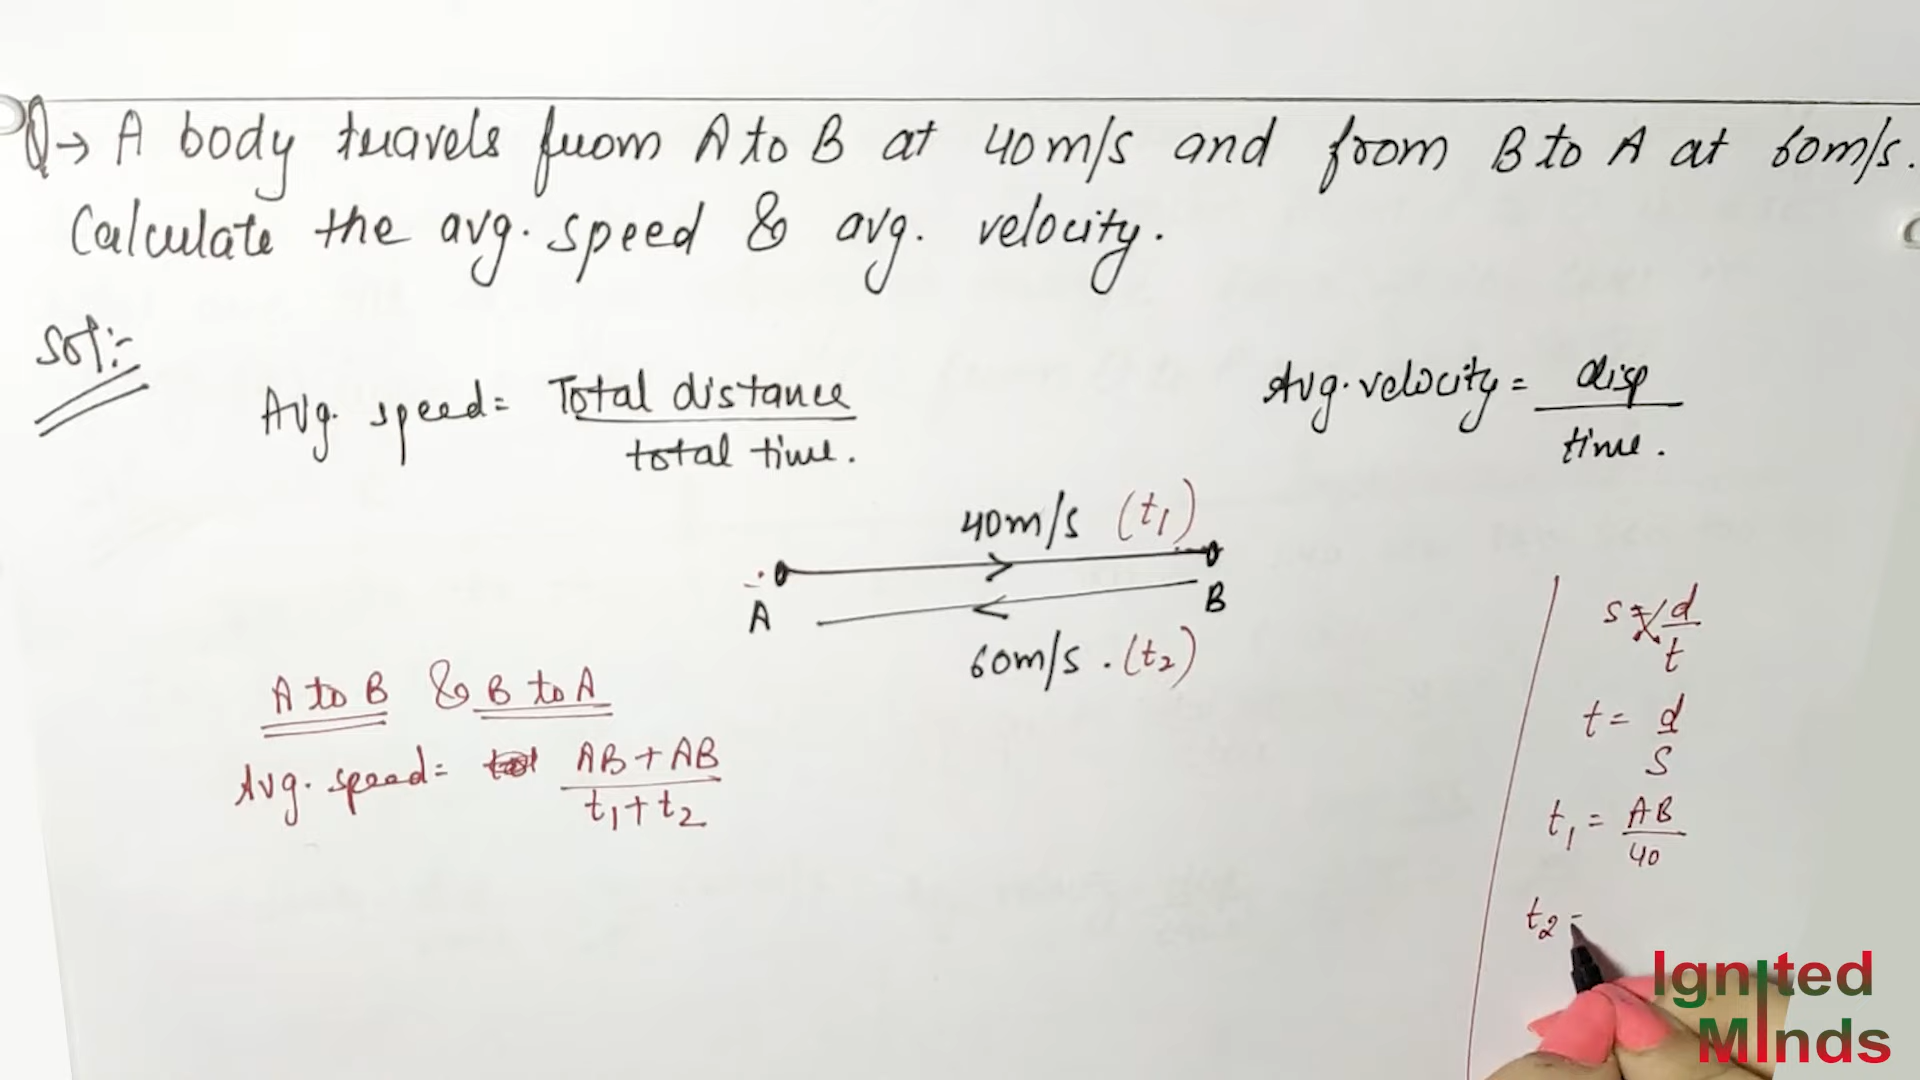 Q→ A body travels from A to B at 40m/s and from B to A at 60m/s.
Calculate the avg. speed & avg. velocity.
Sol:-
Avg. speed = Total distance
total time.
Avg. velocity = disp
time.
40m/s (t₁)
A
B
60m/s. (t₂)
A to B & B to A
Avg. speed = AB + AB
t₁ + t₂
s = d
t
t = d
s
t₁ = AB
40
t₂ =
Ignited
Minds